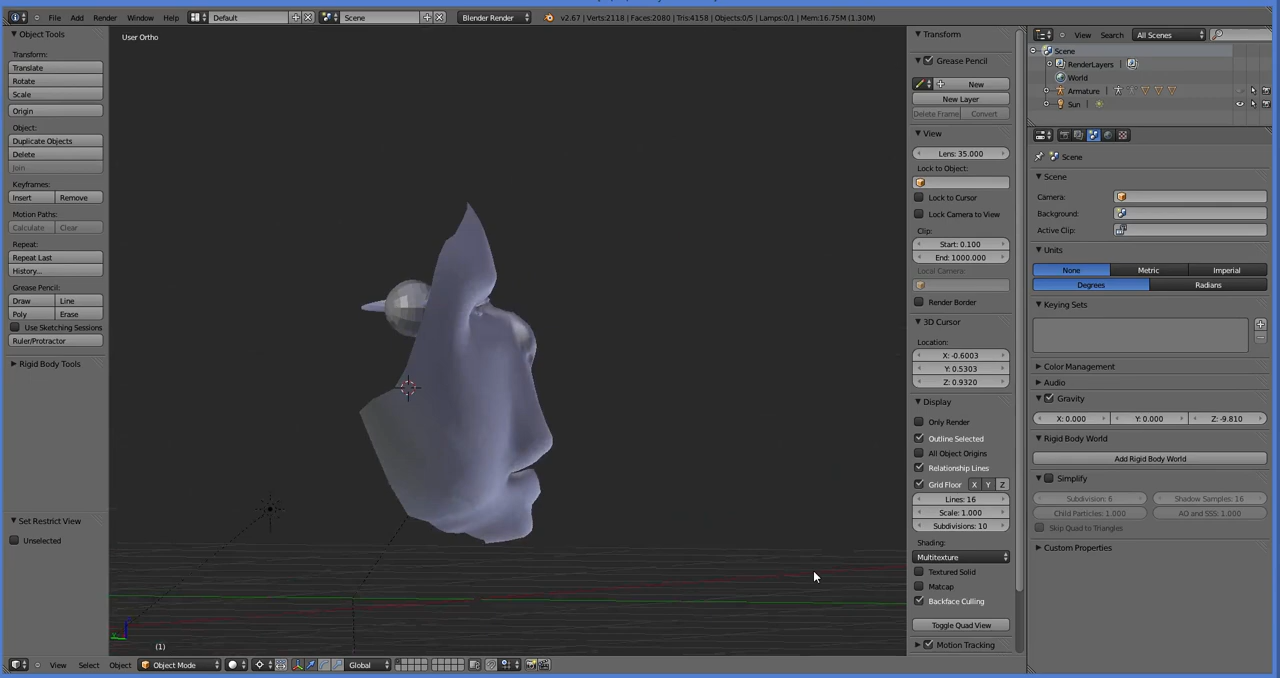 File Add Render Window Help Default Scene Blender Render v2.67 | Verts:2118 | Faces:2080 | Tris:4158 | Objects:0/5 | Lamps:0/1 | Mem:16.75M (1.30M)
Object Tools
Transform:
Translate
Rotate
Scale
Origin
Object:
Duplicate Objects
Delete
Join
Keyframes:
Insert Remove
Motion Paths:
Calculate Clear
Repeat:
Repeat Last
History...
Grease Pencil:
Draw Line
Poly Erase
Use Sketching Sessions
Ruler/Protractor
Rigid Body Tools
Set Restrict View
Unselected
User Ortho
(1)
View Select Object Object Mode Global
Transform
Grease Pencil
New
New Layer
Delete Frame Convert
View
Lens: 35.000
Lock to Object:
Lock to Cursor
Lock Camera to View
Clip:
Start: 0.100
End: 1000.000
Local Camera:
Render Border
3D Cursor
Location:
X: -0.6003
Y: 0.5303
Z: 0.9320
Display
Only Render
Outline Selected
All Object Origins
Relationship Lines
Grid Floor X Y Z
Lines: 16
Scale: 1.000
Subdivisions: 10
Shading:
Multitexture
Textured Solid
Matcap
Backface Culling
Toggle Quad View
Motion Tracking
View Search All Scenes
Scene
RenderLayers |
World
Armature |
Sun |
Scene
Scene
Camera:
Background:
Active Clip:
Units
None Metric Imperial
Degrees Radians
Keying Sets
Color Management
Audio
Gravity
X: 0.000 Y: 0.000 Z: -9.810
Rigid Body World
Add Rigid Body World
Simplify
Subdivision: 6 Shadow Samples: 16
Child Particles: 1.000 AO and SSS: 1.000
Skip Quad to Triangles
Custom Properties